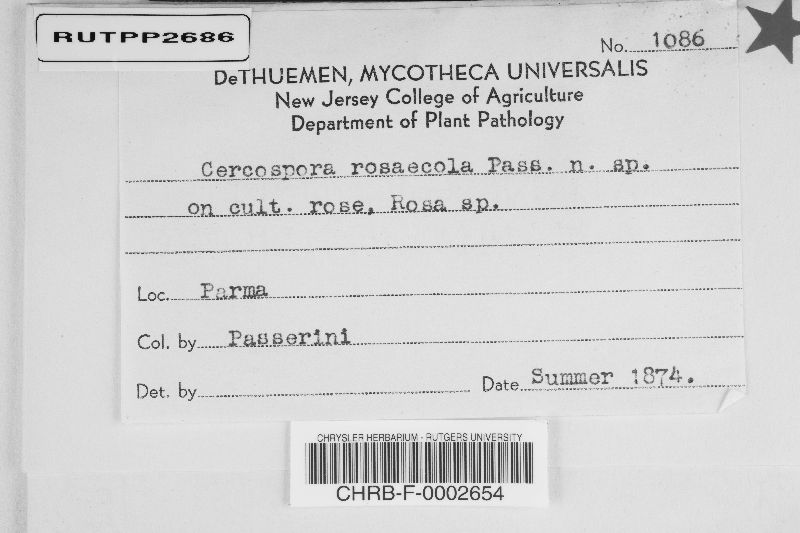 RUTPP2686
No. 1086
DeTHUEMEN, MYCOTHECA UNIVERSALIS
New Jersey College of Agriculture
Department of Plant Pathology
Cercospora rosaecola Pass. n. sp.
on cult. rose, Rosa sp.
Loc. Parma
Col. by Passerini
Det. by Date Summer 1874.
CHRYSLER HERBARIUM - RUTGERS UNIVERSITY
CHRB-F-0002654